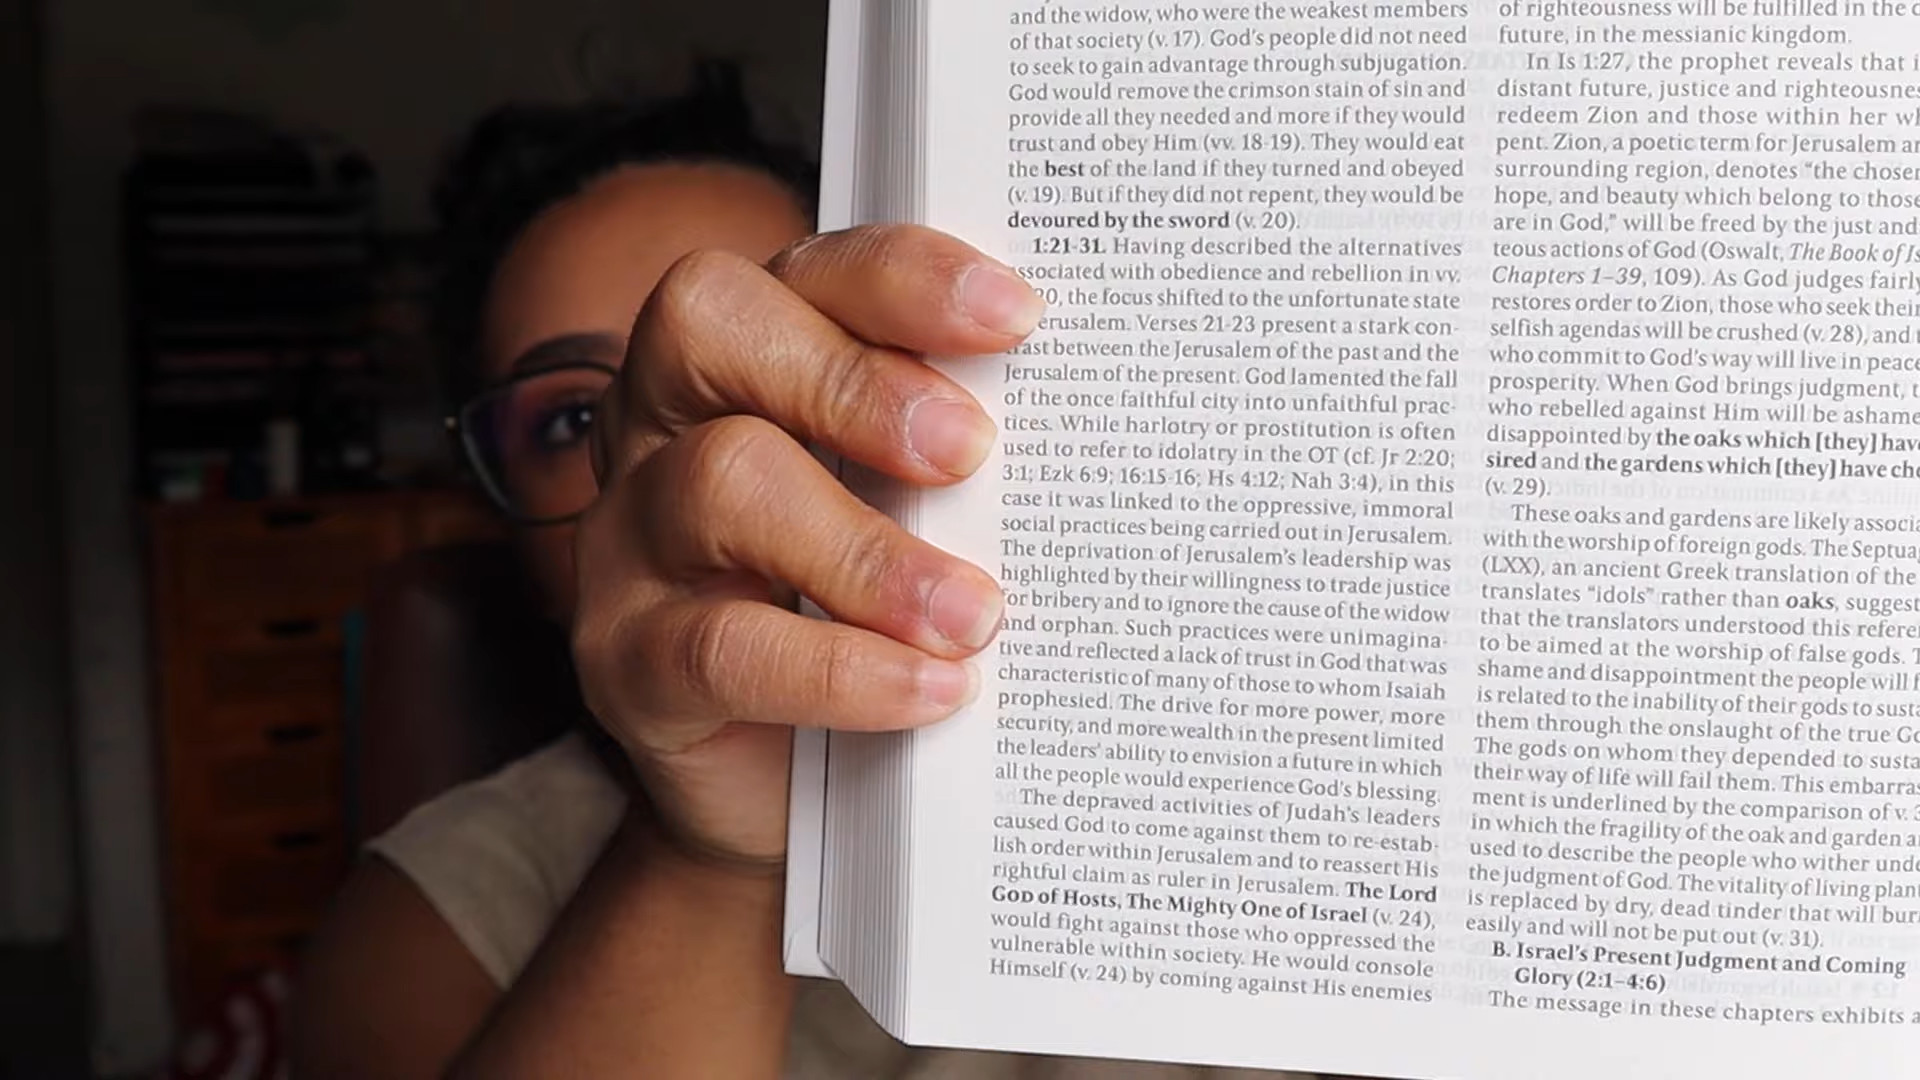 and the widow, who were the weakest members
of that society (v. 17). God's people did not need
to seek to gain advantage through subjugation.
God would remove the crimson stain of sin and
provide all they needed and more if they would
trust and obey Him (vv. 18-19). They would eat
the best of the land if they turned and obeyed
(v. 19). But if they did not repent, they would be
devoured by the sword (v. 20).
1:21-31. Having described the alternatives
ssociated with obedience and rebellion in vv.
20, the focus shifted to the unfortunate state
erusalem. Verses 21-23 present a stark con-
rast between the Jerusalem of the past and the
Jerusalem of the present. God lamented the fall
of the once faithful city into unfaithful prac-
tices. While harlotry or prostitution is often
used to refer to idolatry in the OT (cf. Jr 2:20;
3:1; Ezk 6:9; 16:15-16; Hs 4:12; Nah 3:4), in this
case it was linked to the oppressive, immoral
social practices being carried out in Jerusalem.
The deprivation of Jerusalem's leadership was
highlighted by their willingness to trade justice
for bribery and to ignore the cause of the widow
and orphan. Such practices were unimagina-
tive and reflected a lack of trust in God that was
characteristic of many of those to whom Isaiah
prophesied. The drive for more power, more
security, and more wealth in the present limited
the leaders' ability to envision a future in which
all the people would experience God's blessing.
The depraved activities of Judah's leaders
caused God to come against them to re-estab-
lish order within Jerusalem and to reassert His
rightful claim as ruler in Jerusalem. The Lord
GOD of Hosts, The Mighty One of Israel (v. 24),
would fight against those who oppressed the
vulnerable within society. He would console
Himself (v. 24) by coming against His enemies
of righteousness will be fulfilled in the
future, in the messianic kingdom.
In Is 1:27, the prophet reveals that i
distant future, justice and righteousne
redeem Zion and those within her wh
pent. Zion, a poetic term for Jerusalem ar
surrounding region, denotes "the chosen
hope, and beauty which belong to those
are in God," will be freed by the just and
teous actions of God (Oswalt, The Book of Is
Chapters 1–39, 109). As God judges fairly
restores order to Zion, those who seek their
selfish agendas will be crushed (v. 28), and t
who commit to God's way will live in peace
prosperity. When God brings judgment, t
who rebelled against Him will be ashame
disappointed by the oaks which [they] have
sired and the gardens which [they] have cho
(v. 29).
These oaks and gardens are likely associa
with the worship of foreign gods. The Septua
(LXX), an ancient Greek translation of the
translates "idols" rather than oaks, suggest
that the translators understood this refere
to be aimed at the worship of false gods. T
shame and disappointment the people will f
is related to the inability of their gods to susta
them through the onslaught of the true Go
The gods on whom they depended to susta
their way of life will fail them. This embarras
ment is underlined by the comparison of v. 3
in which the fragility of the oak and garden a
used to describe the people who wither unde
the judgment of God. The vitality of living plant
is replaced by dry, dead tinder that will bur
easily and will not be put out (v. 31).
B. Israel's Present Judgment and Coming
Glory (2:1–4:6)
The message in these chapters exhibits a